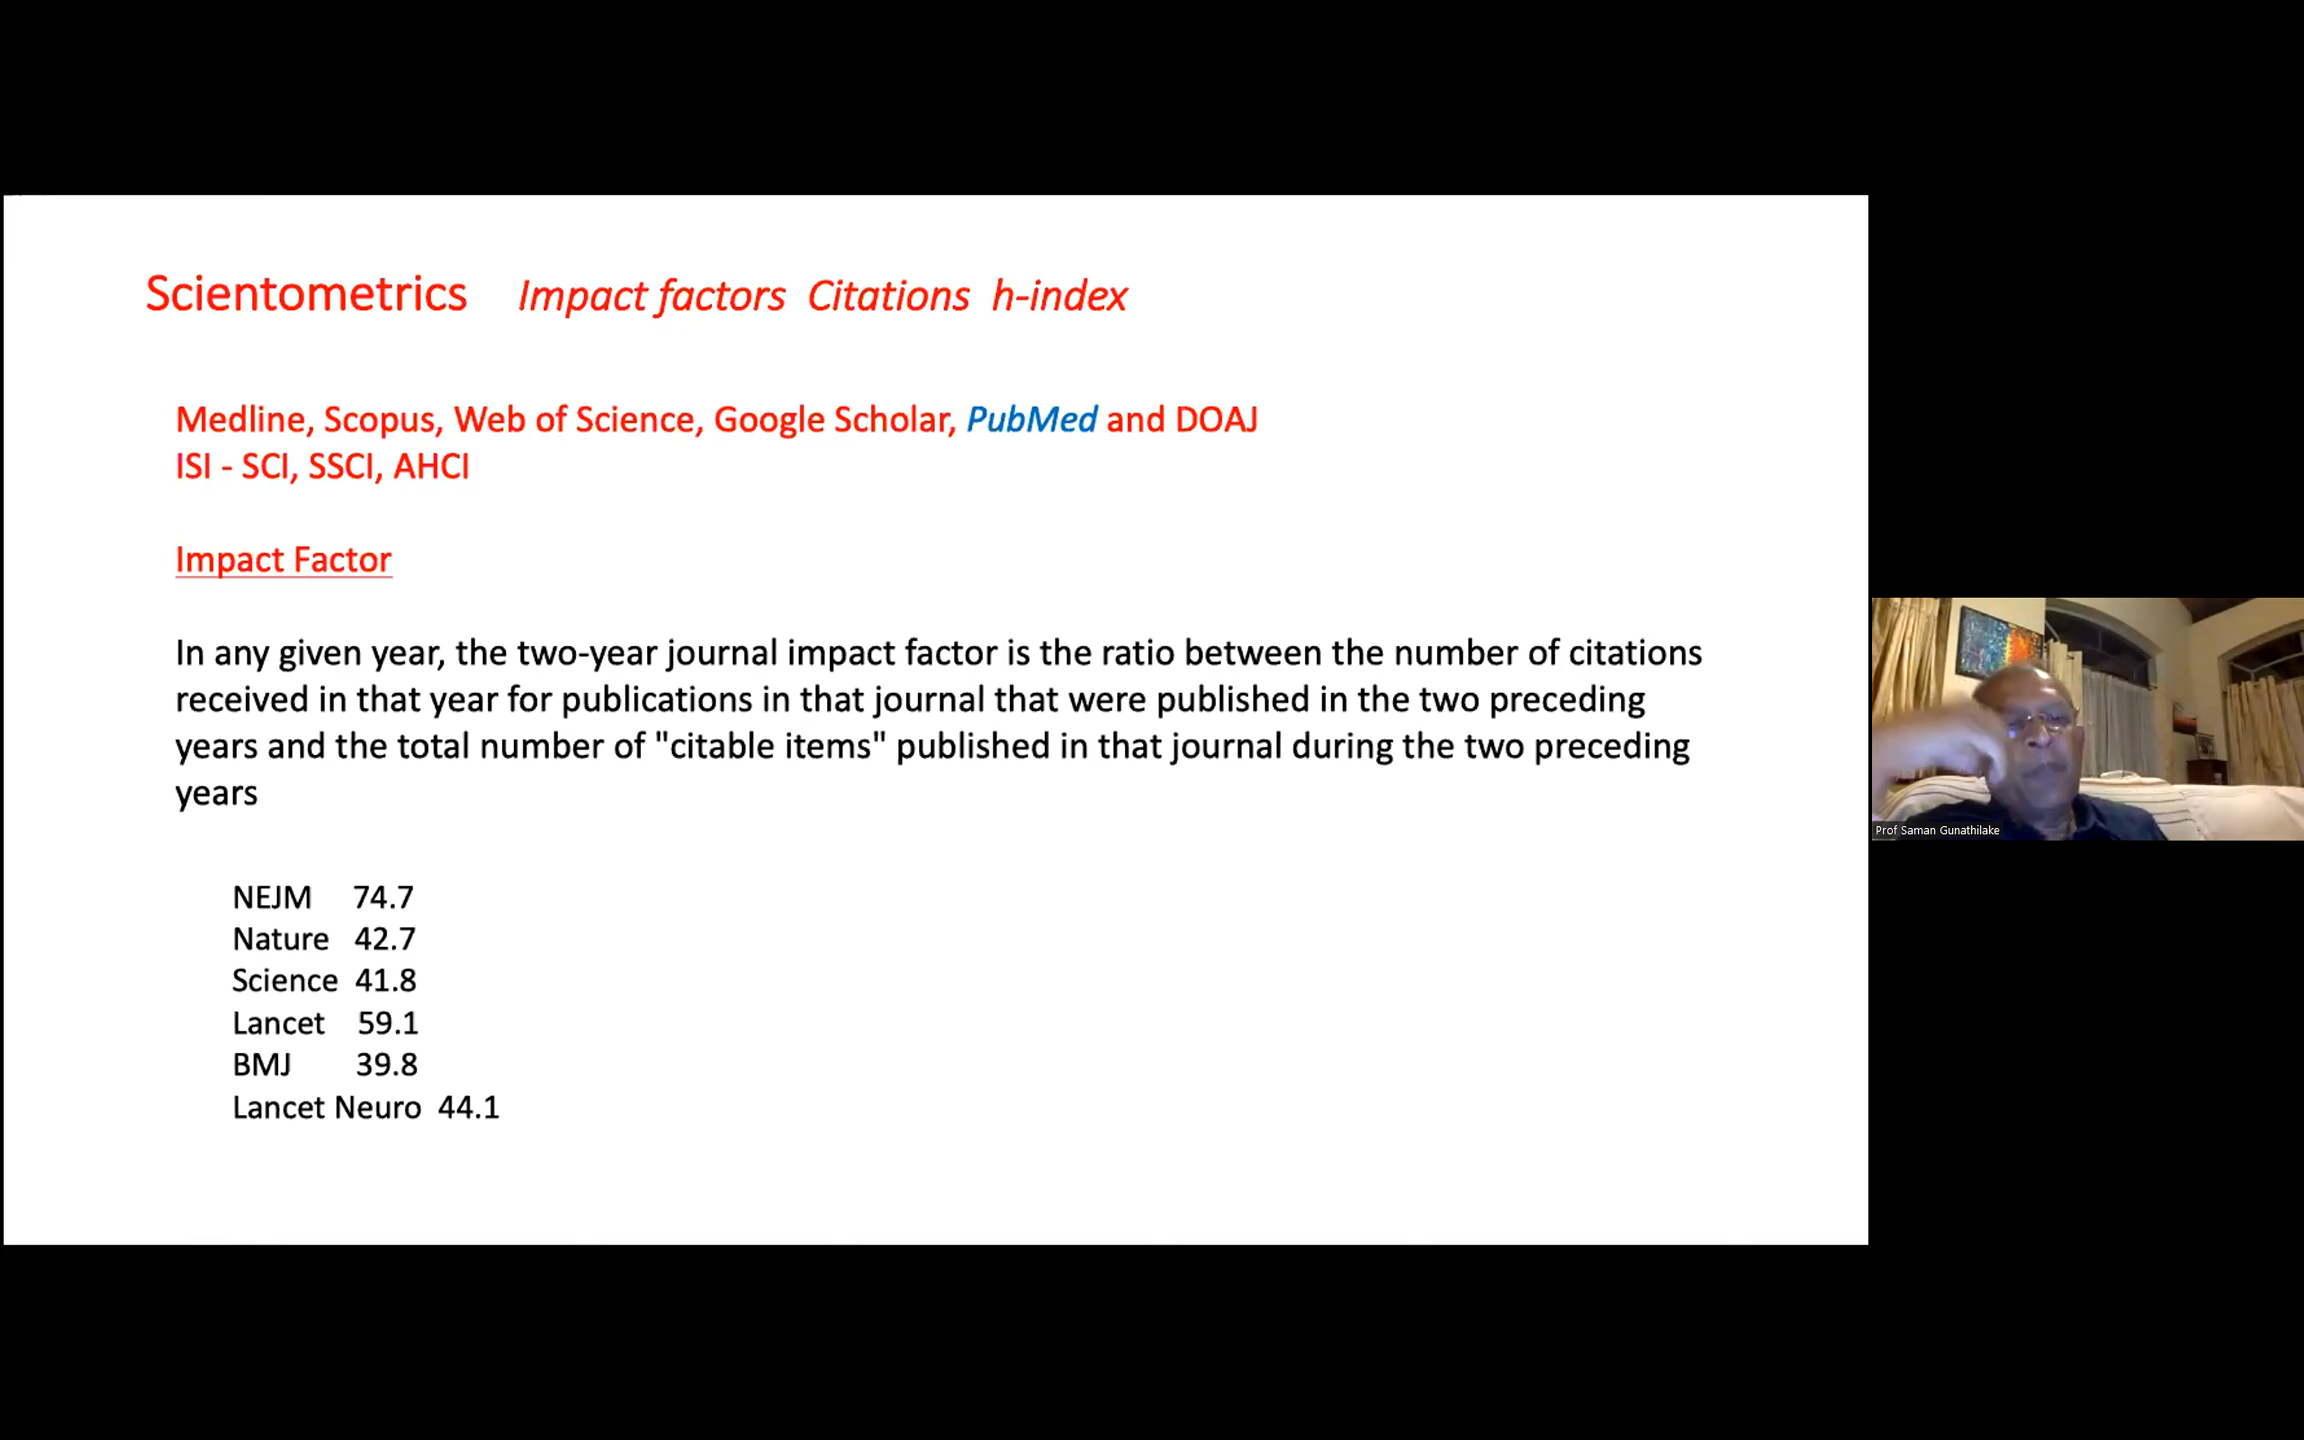 Scientometrics Impact factors Citations h-index
Medline, Scopus, Web of Science, Google Scholar, PubMed and DOAJ
ISI - SCI, SSCI, AHCI
Impact Factor
In any given year, the two-year journal impact factor is the ratio between the number of citations
received in that year for publications in that journal that were published in the two preceding
years and the total number of "citable items" published in that journal during the two preceding
years
NEJM 74.7
Nature 42.7
Science 41.8
Lancet 59.1
BMJ 39.8
Lancet Neuro 44.1
Prof Saman Gunathilake